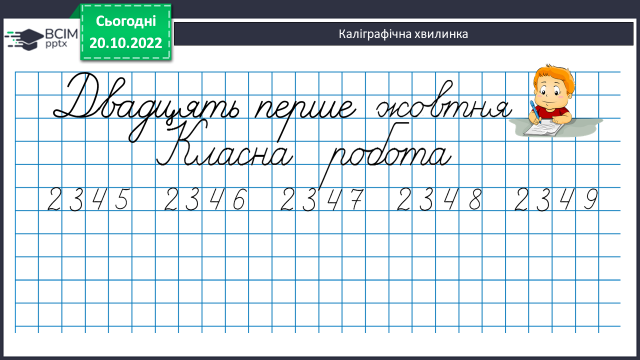 ВСІМ
pptx
Сьогодні
20.10.2022
Каліграфічна хвилинка
Двадцять перше жовтня
Класна робота
2345 2346 2347 2348 2349